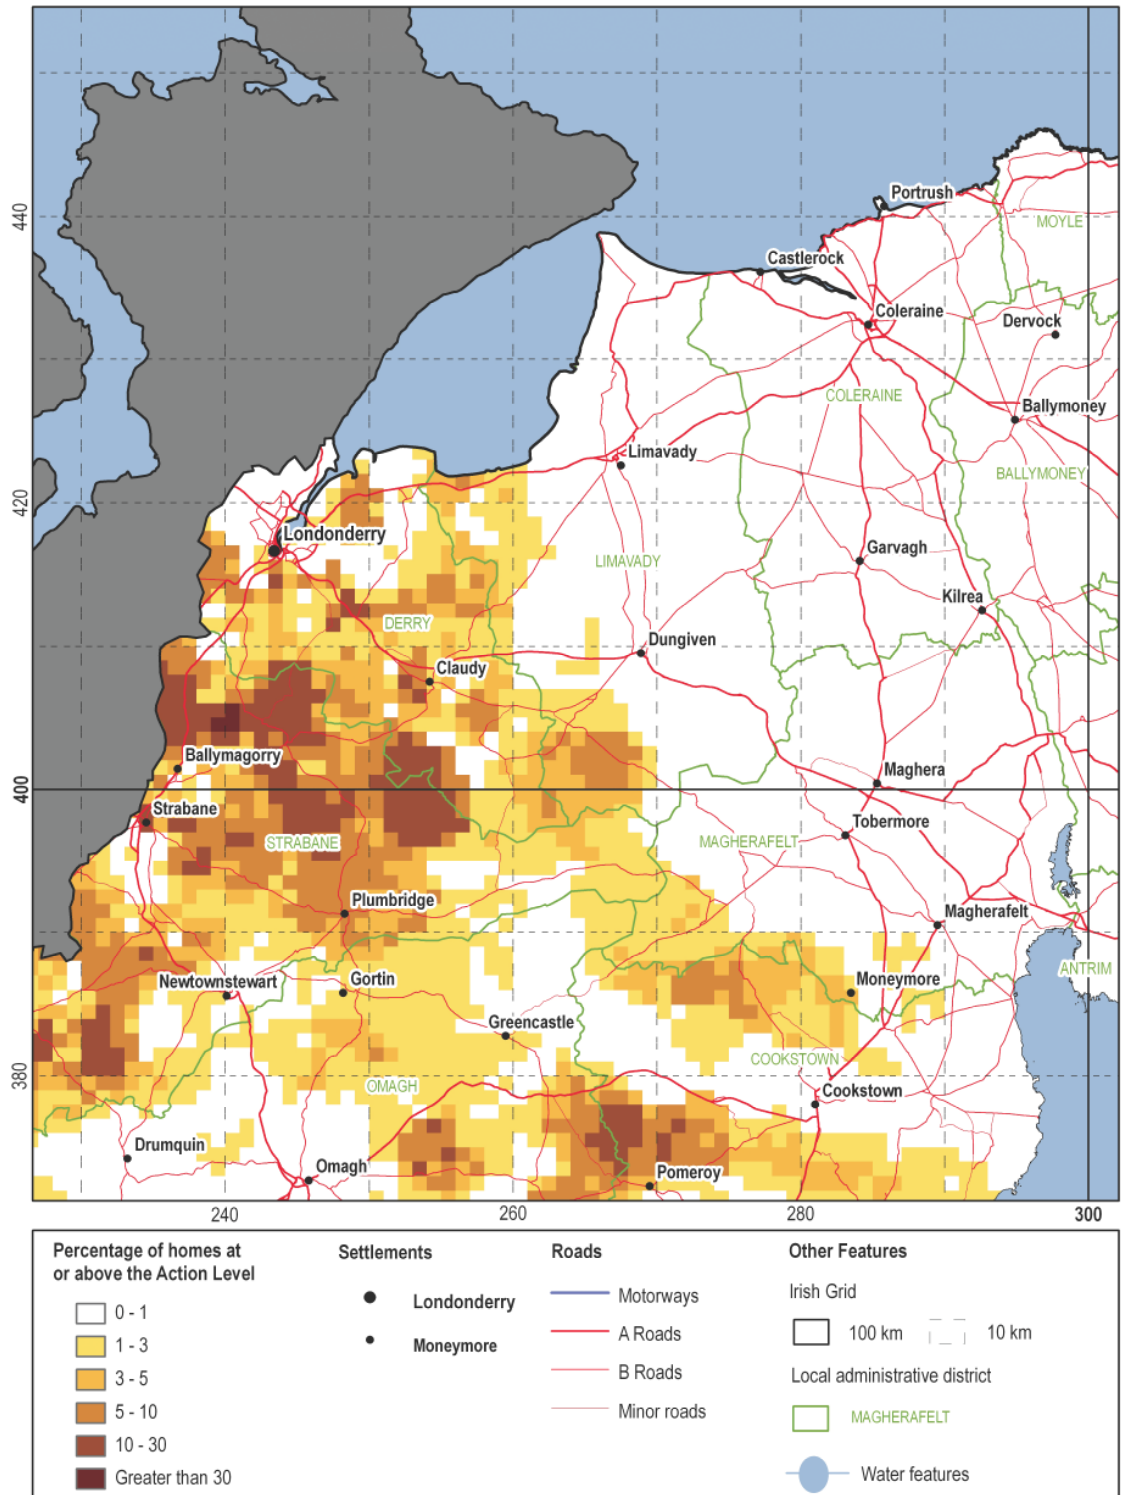 440
420
400
380
Portrush
MOYLE
Castlerock
Coleraine
Dervock
COLERAINE
Ballymoney
Limavady
BALLYMONEY
Londonderry
Garvagh
LIMAVADY
Kilrea
DERRY
Dungiven
Claudy
Ballymagorry
Maghera
Strabane
Tobermore
STRABANE
MAGHERAFELT
Plumbridge
Magherafelt
Newtownstewart
Gortin
Moneymore
ANTRIM
Greencastle
COOKSTOWN
OMAGH
Cookstown
Drumquin
Omagh
Pomeroy
240
260
280
300
Percentage of homes at
or above the Action Level
0 - 1
1 - 3
3 - 5
5 - 10
10 - 30
Greater than 30
Settlements
Londonderry
Moneymore
Roads
Motorways
A Roads
B Roads
Minor roads
Other Features
Irish Grid
100 km
10 km
Local administrative district
MAGHERAFELT
Water features